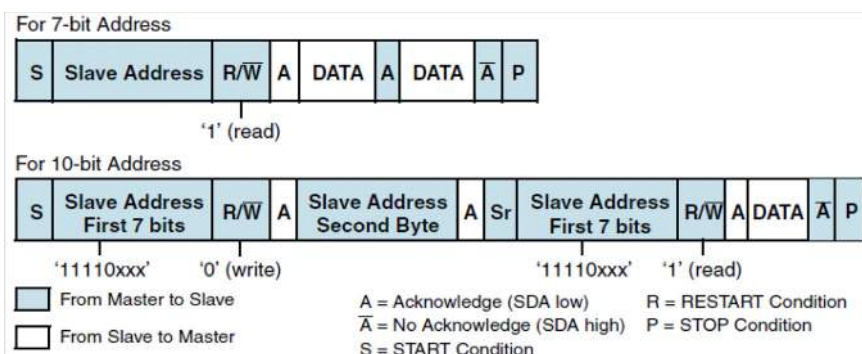 For 7-bit Address
S Slave Address R/W̅ A DATA A DATA A̅ P
‘1’ (read)
For 10-bit Address
S Slave Address First 7 bits R/W̅ A Slave Address Second Byte A Sr Slave Address First 7 bits R/W̅ A DATA A̅ P
‘11110xxx’ ‘0’ (write) ‘11110xxx’ ‘1’ (read)
From Master to Slave
From Slave to Master
A = Acknowledge (SDA low)
A̅ = No Acknowledge (SDA high)
S = START Condition
R = RESTART Condition
P = STOP Condition